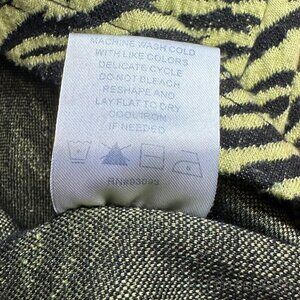 MACHINE WASH COLD
WITH LIKE COLORS
DELICATE CYCLE
DO NOT BLEACH
RESHAPE AND
LAY FLAT TO DRY
COOL IRON
IF NEEDED